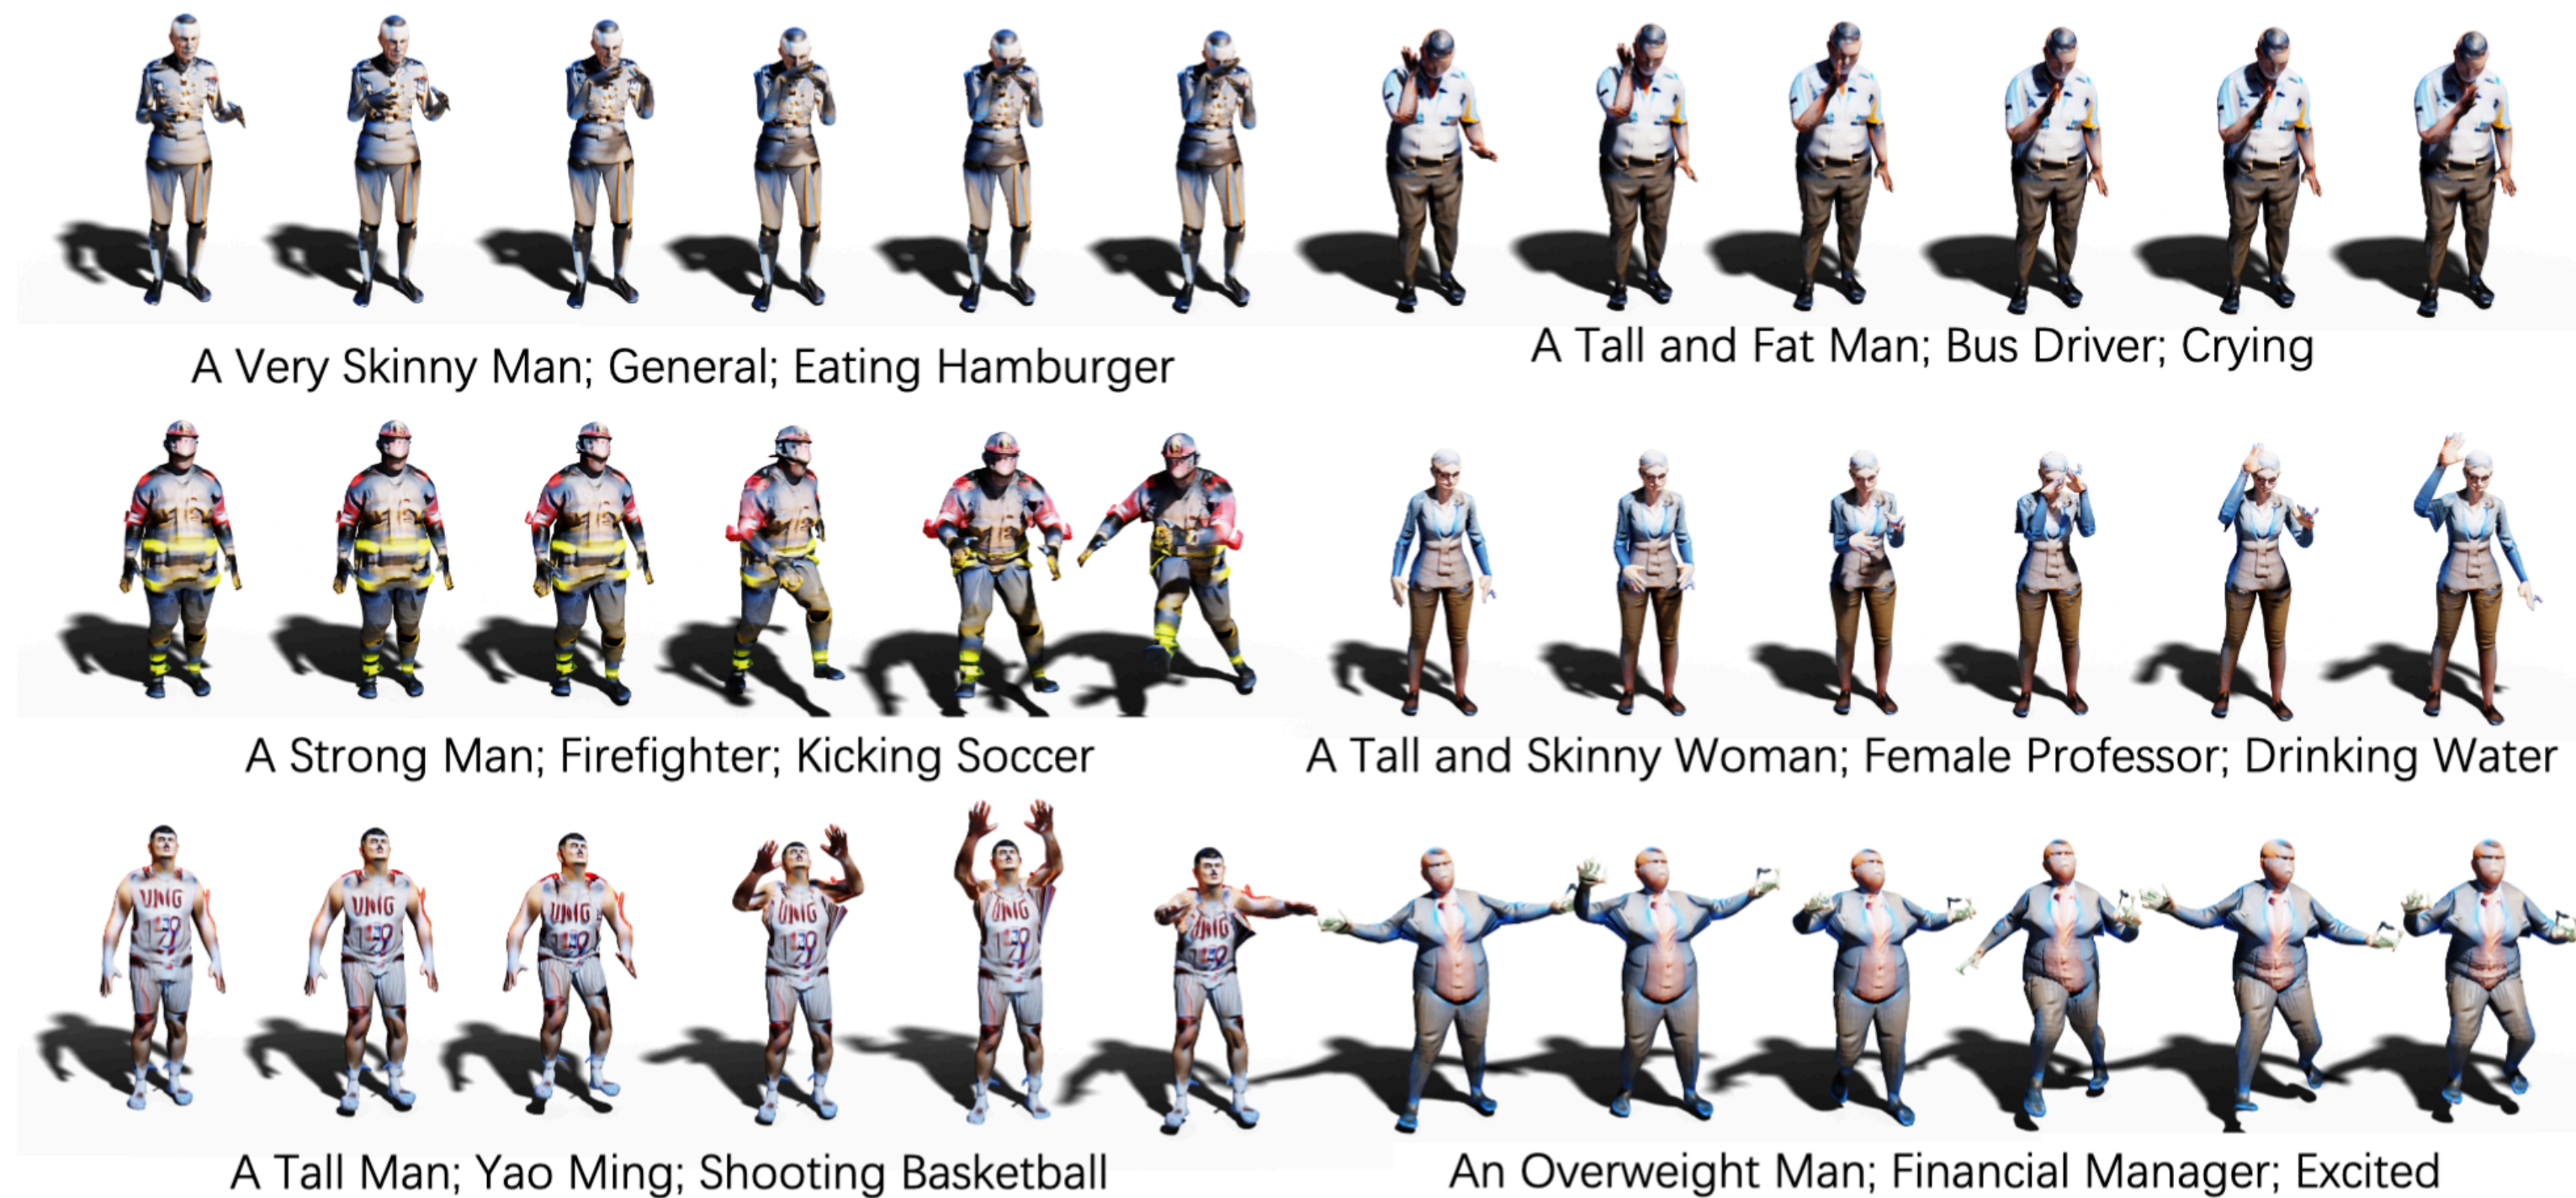 A Very Skinny Man; General; Eating Hamburger
A Tall and Fat Man; Bus Driver; Crying
A Strong Man; Firefighter; Kicking Soccer
A Tall and Skinny Woman; Female Professor; Drinking Water
A Tall Man; Yao Ming; Shooting Basketball
An Overweight Man; Financial Manager; Excited